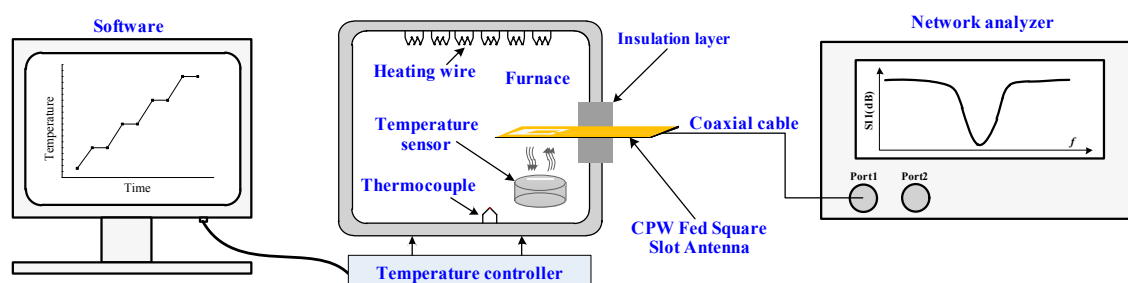 Software
Temperature
Time
Heating wire
Furnace
Temperature
sensor
Thermocouple
Temperature controller
Insulation layer
Coaxial cable
CPW Fed Square
Slot Antenna
Network analyzer
S11(dB)
f
Port1
Port2